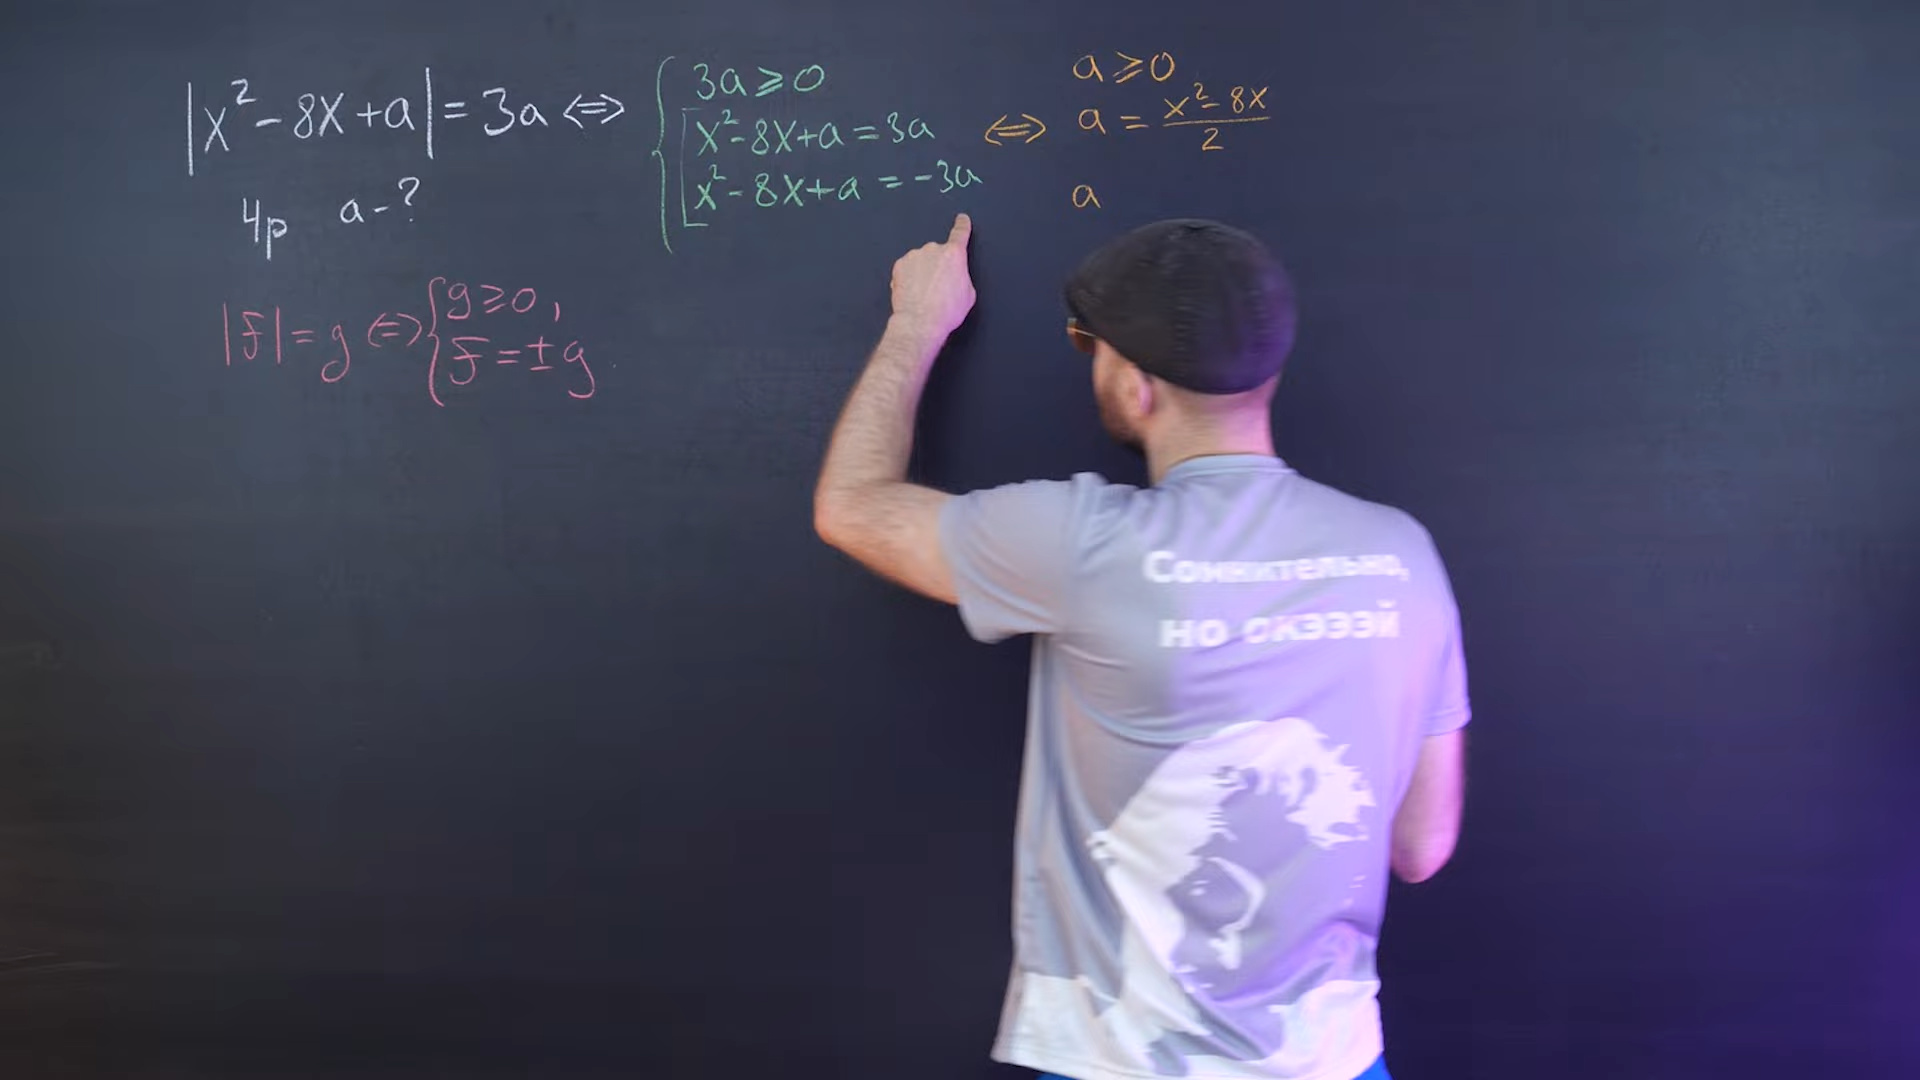 |x² - 8x + a| = 3a ⇔
4р a - ?
|f| = g ⇔ { g ≥ 0,
f = ± g .
{ 3a ≥ 0
[ x² - 8x + a = 3a
x² - 8x + a = -3a
⇔
a ≥ 0
a = (x² - 8x)/2
a
Сомнительно,
но окэээй